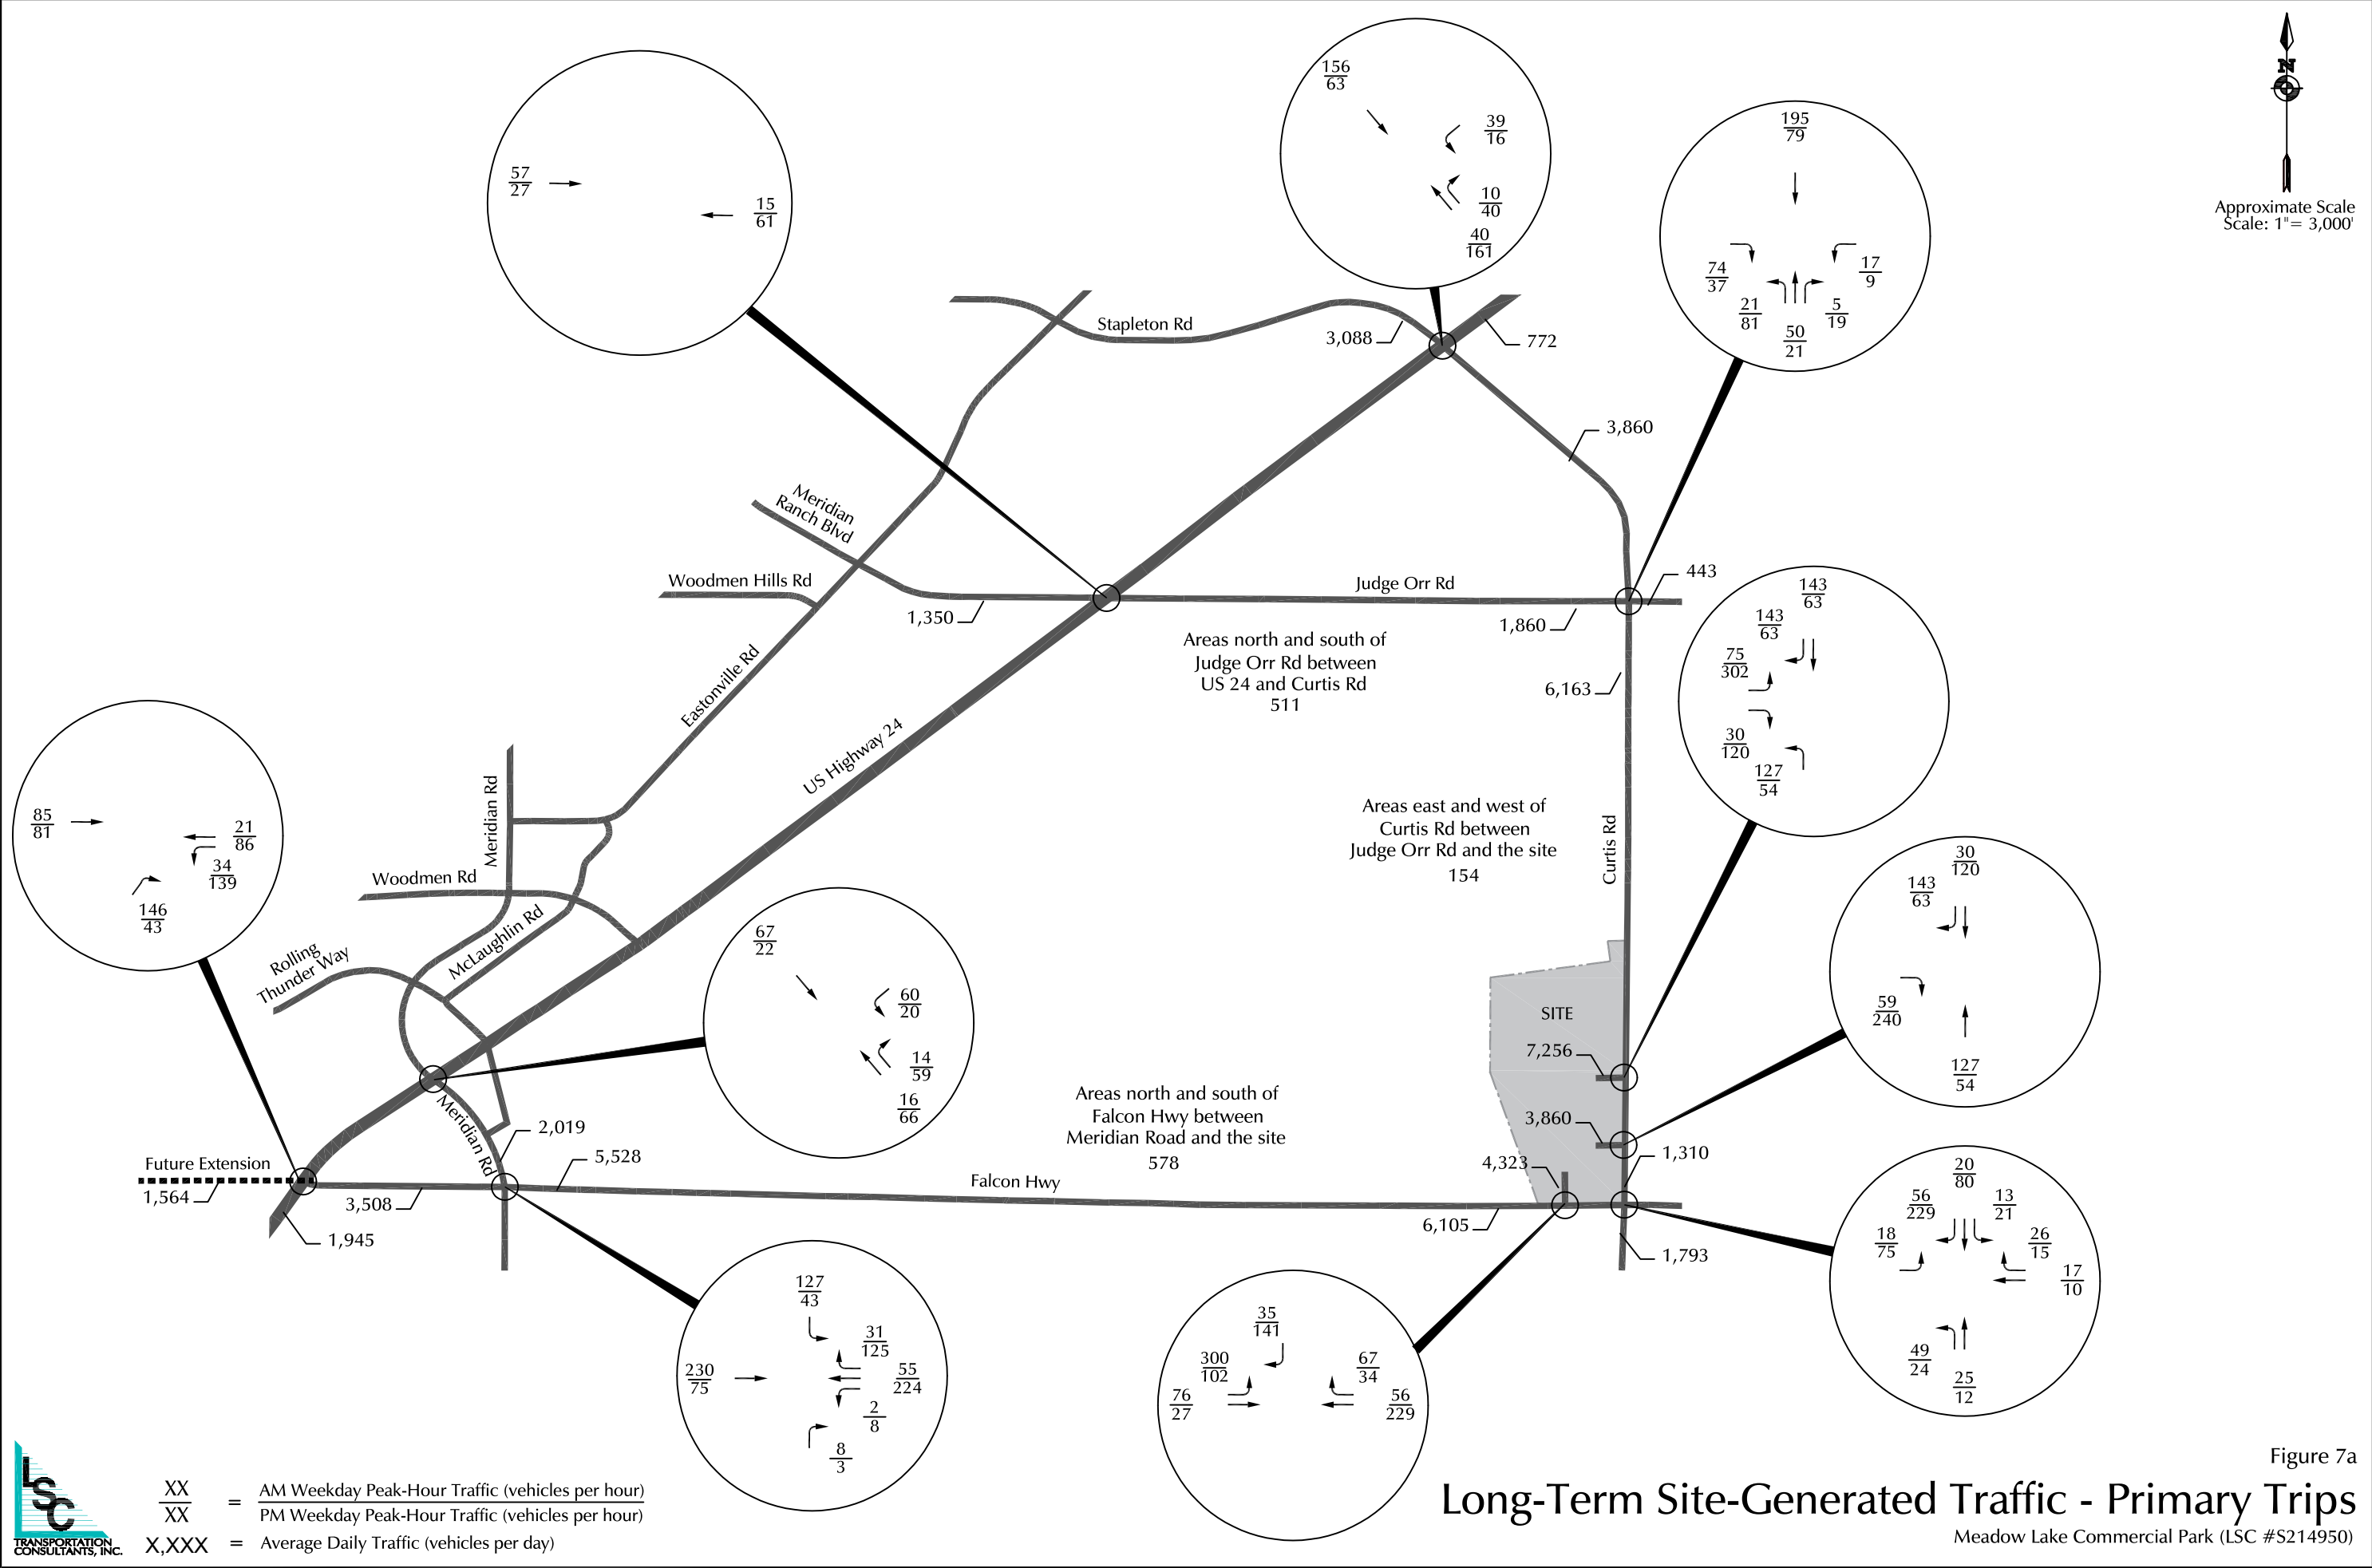 156
63
39
16
10
40
40
161
195
79
74
37
17
9
21
81
5
19
50
21
57
27
15
61
N
Approximate Scale
Scale: 1"= 3,000'
Stapleton Rd
3,088
772
3,860
Meridian
Ranch Blvd
Woodmen Hills Rd
1,350
Judge Orr Rd
443
1,860
Areas north and south of
Judge Orr Rd between
US 24 and Curtis Rd
511
6,163
143
63
143
63
75
302
30
120
127
54
Eastonville Rd
US Highway 24
Meridian Rd
85
81
21
86
34
139
146
43
Areas east and west of
Curtis Rd between
Judge Orr Rd and the site
154
Curtis Rd
30
120
143
63
59
240
127
54
Woodmen Rd
McLaughlin Rd
Rolling
Thunder Way
67
22
60
20
14
59
16
66
SITE
7,256
3,860
4,323
1,310
Areas north and south of
Falcon Hwy between
Meridian Road and the site
578
Meridian Rd
2,019
5,528
Future Extension
1,564
3,508
1,945
Falcon Hwy
6,105
1,793
20
80
56
229
13
21
18
75
26
15
17
10
49
24
25
12
127
43
31
125
230
75
55
224
2
8
8
3
35
141
300
102
67
34
76
27
56
229
LSC
TRANSPORTATION
CONSULTANTS, INC.
XX
XX
=
AM Weekday Peak-Hour Traffic (vehicles per hour)
PM Weekday Peak-Hour Traffic (vehicles per hour)
X,XXX = Average Daily Traffic (vehicles per day)
Figure 7a
Long-Term Site-Generated Traffic - Primary Trips
Meadow Lake Commercial Park (LSC #S214950)